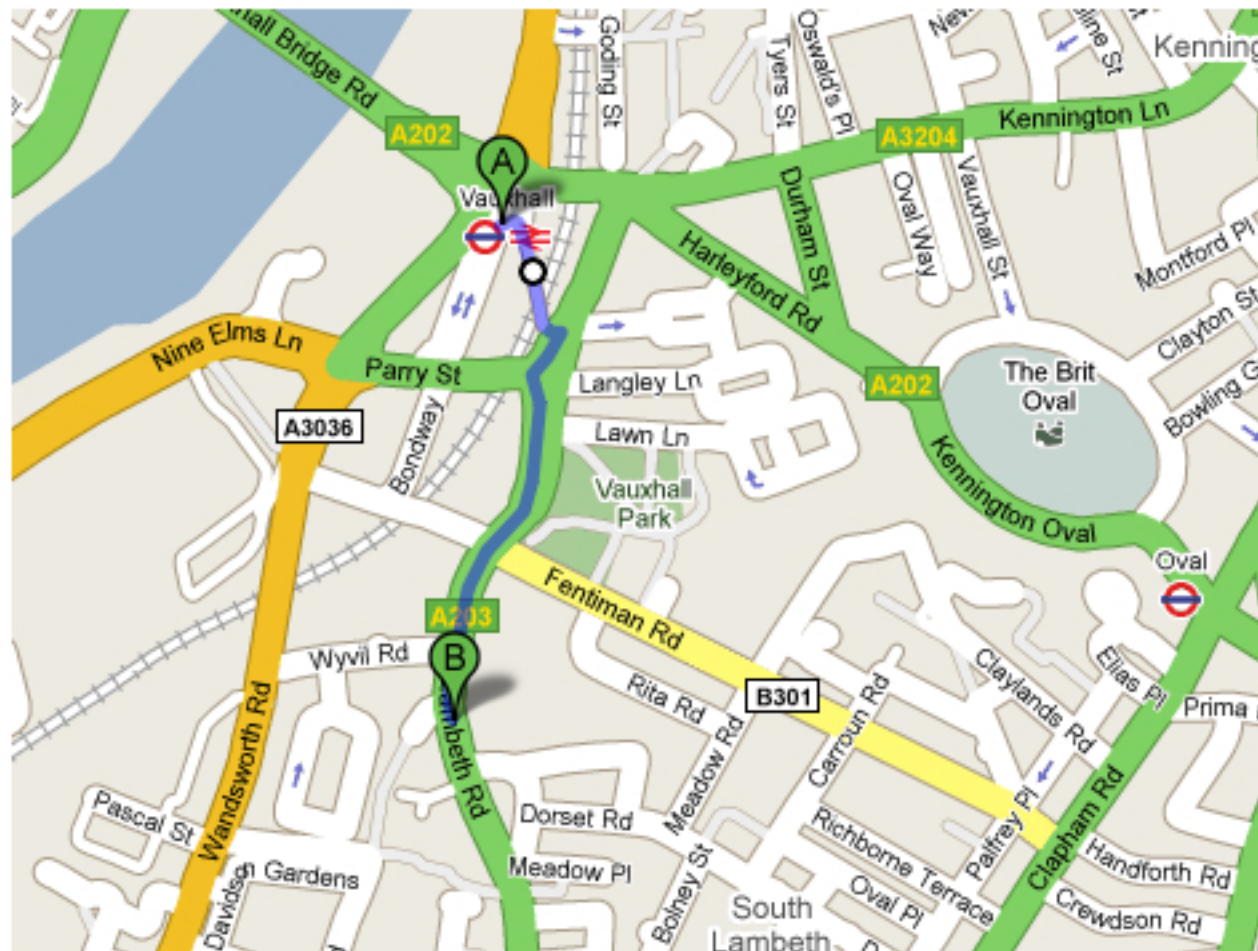 hall Bridge Rd
Goding St
Tyers St
Oswald's Pl
Kenning
A202
A3204
Kennington Ln
A
Vauxhall
Durham St
Oval Way
Vauxhall St
Montford Pl
Harleyford Rd
Clayton St
Nine Elms Ln
Parry St
Langley Ln
A202
The Brit
Oval
Bowling G
A3036
Bondway
Lawn Ln
Vauxhall
Park
Kennington Oval
Oval
Fentiman Rd
A203
B
Wyvil Rd
Rita Rd
B301
Claylands Rd
Elias Pl
Prima
Wandsworth Rd
ambeth Rd
Meadow Rd
Carroun Rd
Pascal St
Dorset Rd
Richborne Terrace
Palfrey Pl
Clapham Rd
Handforth Rd
Davidson
n Gardens
Meadow Pl
Bolney St
Oval Pl
Crewdson Rd
South
Lambeth